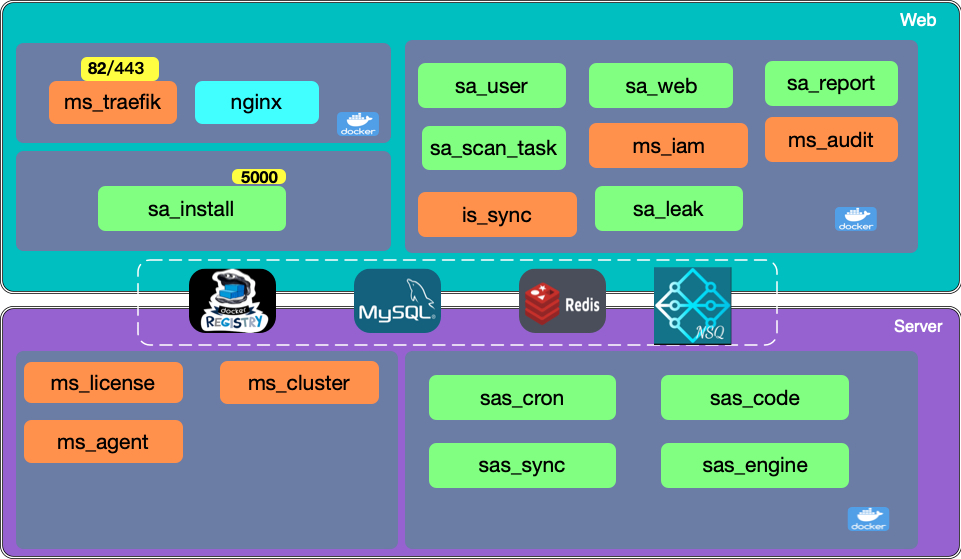 Web
82/443
ms_traefik
nginx
docker
5000
sa_install
sa_user
sa_web
sa_report
sa_scan_task
ms_iam
ms_audit
is_sync
sa_leak
docker
docker
REGISTRY
MySQL®
Redis
NSQ
Server
ms_license
ms_cluster
ms_agent
sas_cron
sas_code
sas_sync
sas_engine
docker